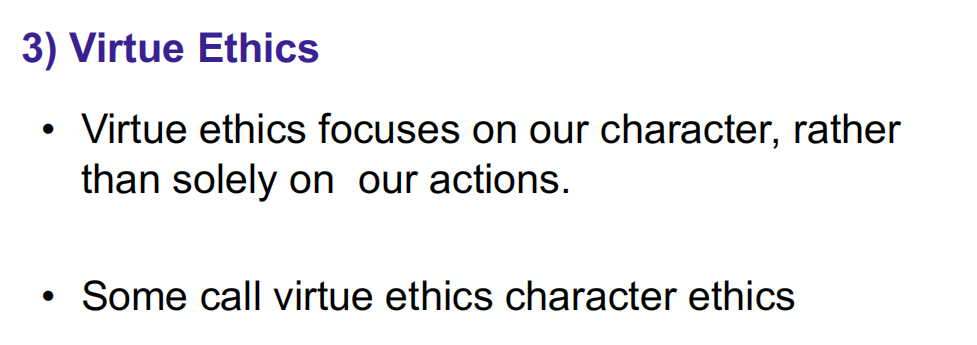 3) Virtue Ethics
• Virtue ethics focuses on our character, rather
than solely on  our actions.
• Some call virtue ethics character ethics